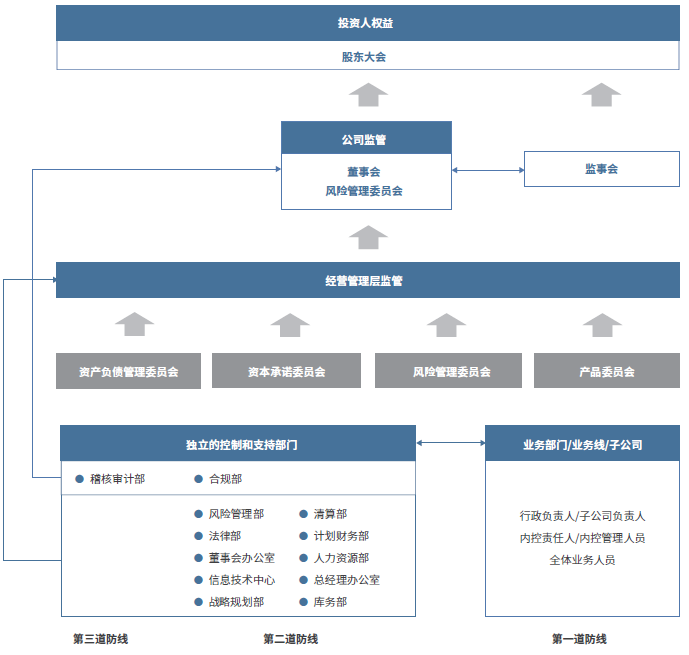 投资人权益
股东大会
公司监管
董事会
风险管理委员会
监事会
经营管理层监管
资产负债管理委员会
资本承诺委员会
风险管理委员会
产品委员会
独立的控制和支持部门
业务部门/业务线/子公司
稽核审计部
合规部
风险管理部
清算部
法律部
计划财务部
董事会办公室
人力资源部
信息技术中心
总经理办公室
战略规划部
库务部
行政负责人/子公司负责人
内控责任人/内控管理人员
全体业务人员
第三道防线
第二道防线
第一道防线